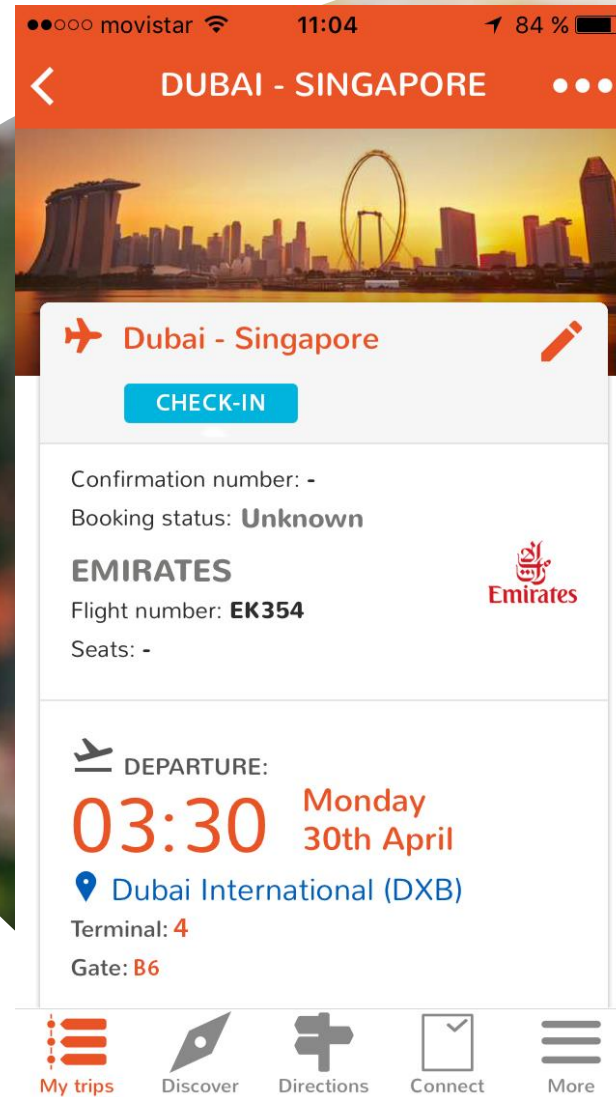 movistar 11:04 84 %
DUBAI - SINGAPORE
Dubai - Singapore
CHECK-IN
Confirmation number: -
Booking status: Unknown
EMIRATES
Flight number: EK354
Seats: -
Emirates
DEPARTURE:
03:30 Monday
30th April
Dubai International (DXB)
Terminal: 4
Gate: B6
My trips Discover Directions Connect More